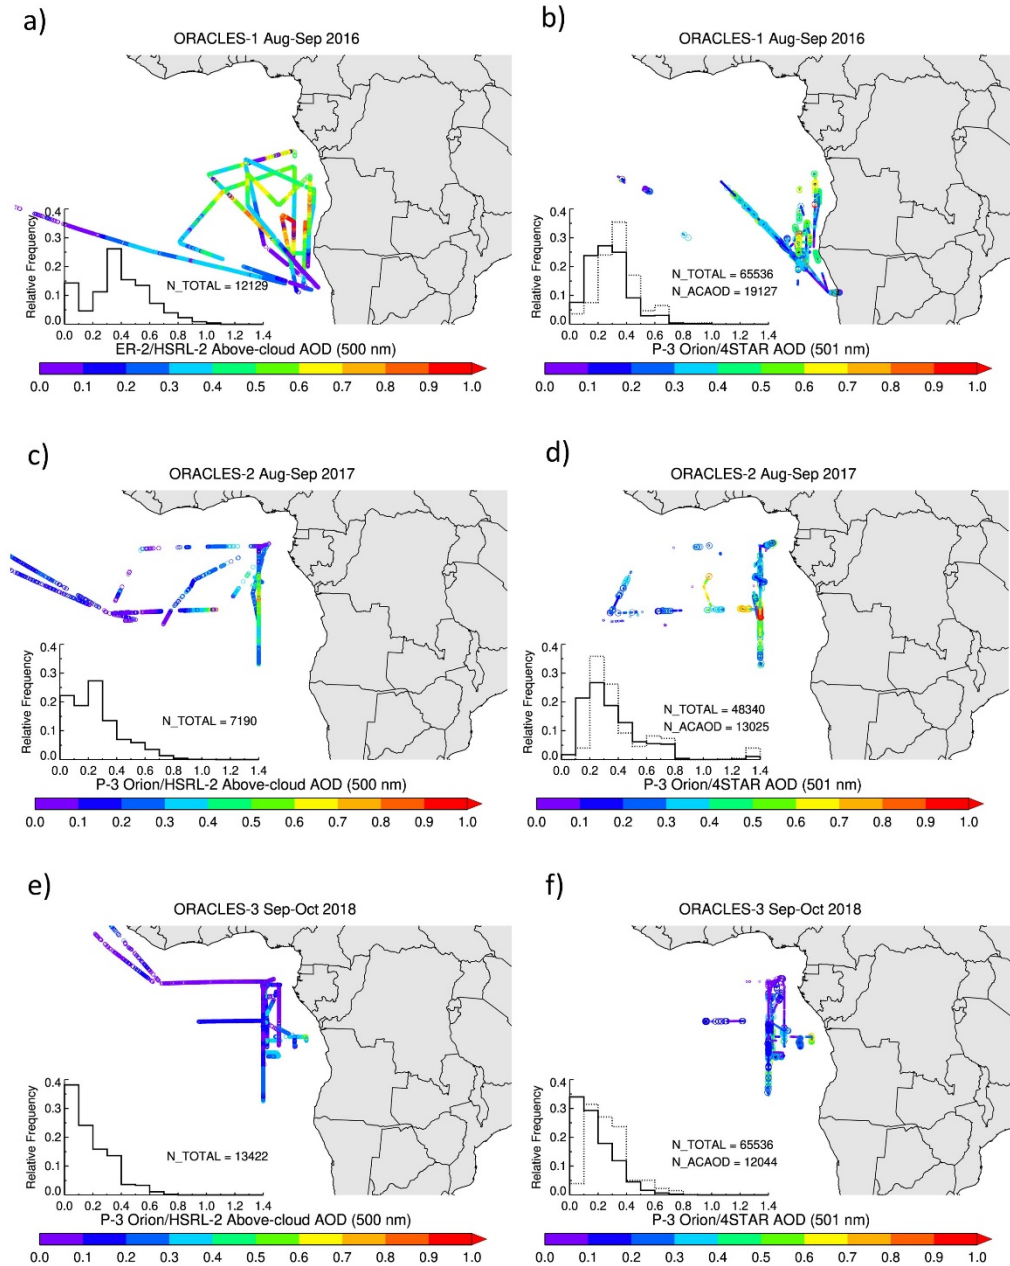 a)
ORACLES-1 Aug-Sep 2016
Relative Frequency
0.4
0.3
0.2
0.1
0.0
N_TOTAL = 12129
0.0 0.2 0.4 0.6 0.8 1.0 1.2 1.4
ER-2/HSRL-2 Above-cloud AOD (500 nm)
0.0 0.1 0.2 0.3 0.4 0.5 0.6 0.7 0.8 0.9 1.0
b)
ORACLES-1 Aug-Sep 2016
Relative Frequency
0.4
0.3
0.2
0.1
0.0
N_TOTAL = 65536
N_ACAOD = 19127
0.0 0.2 0.4 0.6 0.8 1.0 1.2 1.4
P-3 Orion/4STAR AOD (501 nm)
0.0 0.1 0.2 0.3 0.4 0.5 0.6 0.7 0.8 0.9 1.0
c)
ORACLES-2 Aug-Sep 2017
Relative Frequency
0.4
0.3
0.2
0.1
0.0
N_TOTAL = 7190
0.0 0.2 0.4 0.6 0.8 1.0 1.2 1.4
P-3 Orion/HSRL-2 Above-cloud AOD (500 nm)
0.0 0.1 0.2 0.3 0.4 0.5 0.6 0.7 0.8 0.9 1.0
d)
ORACLES-2 Aug-Sep 2017
Relative Frequency
0.4
0.3
0.2
0.1
0.0
N_TOTAL = 48340
N_ACAOD = 13025
0.0 0.2 0.4 0.6 0.8 1.0 1.2 1.4
P-3 Orion/4STAR AOD (501 nm)
0.0 0.1 0.2 0.3 0.4 0.5 0.6 0.7 0.8 0.9 1.0
e)
ORACLES-3 Sep-Oct 2018
Relative Frequency
0.4
0.3
0.2
0.1
0.0
N_TOTAL = 13422
0.0 0.2 0.4 0.6 0.8 1.0 1.2 1.4
P-3 Orion/HSRL-2 Above-cloud AOD (500 nm)
0.0 0.1 0.2 0.3 0.4 0.5 0.6 0.7 0.8 0.9 1.0
f)
ORACLES-3 Sep-Oct 2018
Relative Frequency
0.4
0.3
0.2
0.1
0.0
N_TOTAL = 65536
N_ACAOD = 12044
0.0 0.2 0.4 0.6 0.8 1.0 1.2 1.4
P-3 Orion/4STAR AOD (501 nm)
0.0 0.1 0.2 0.3 0.4 0.5 0.6 0.7 0.8 0.9 1.0